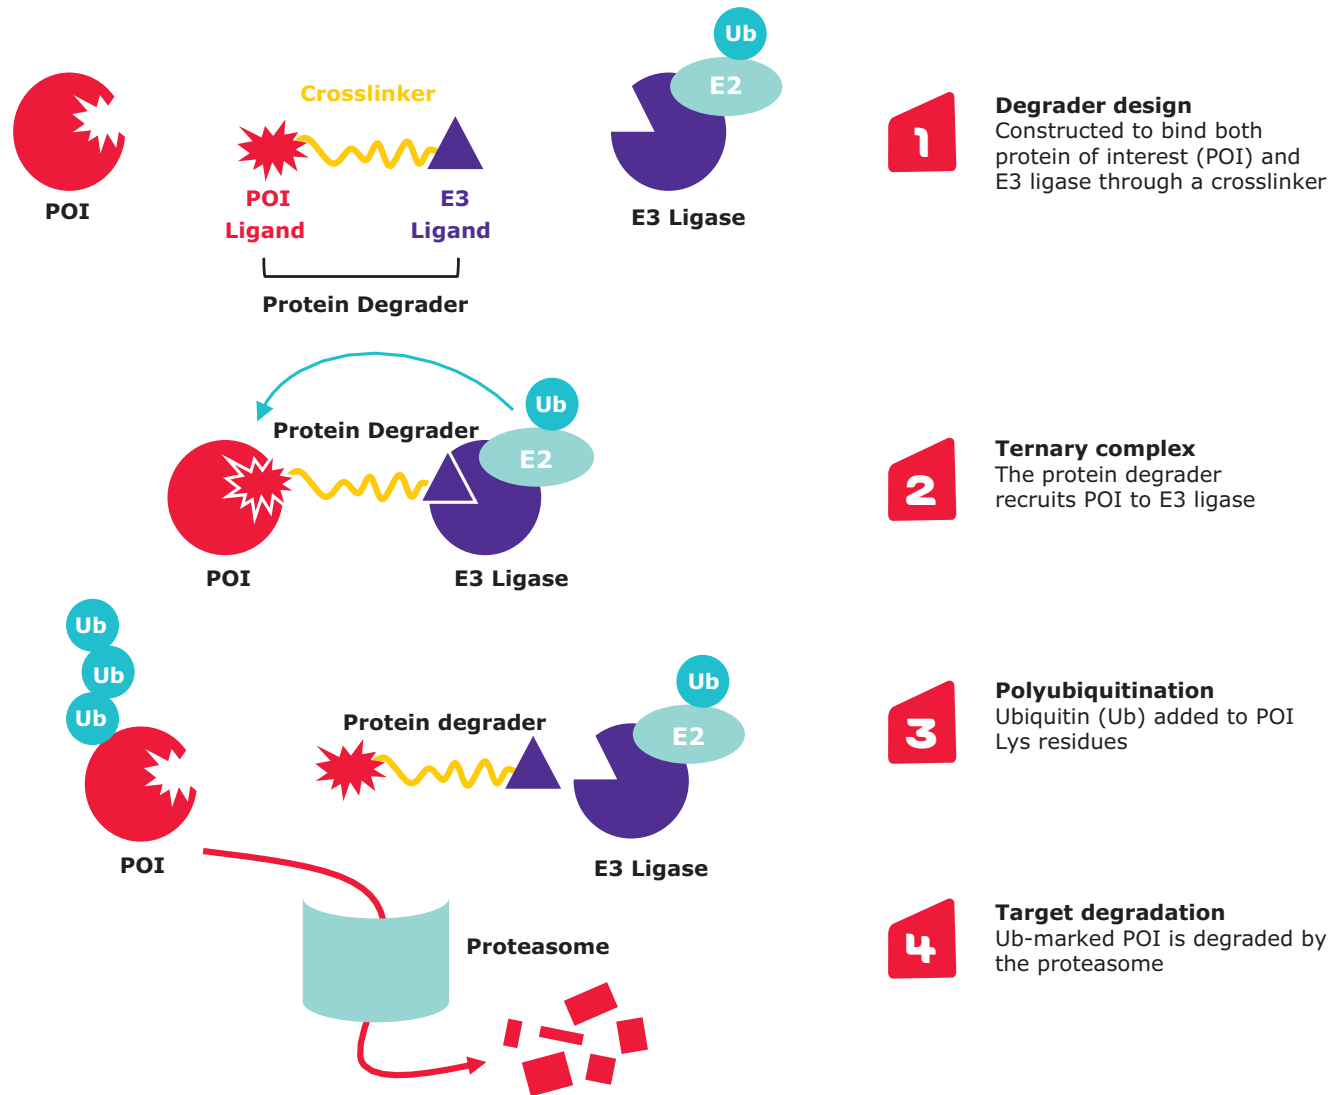 Ub
E2
Crosslinker
POI
POI
Ligand
E3
Ligand
E3 Ligase
Protein Degrader
1
Degrader design
Constructed to bind both
protein of interest (POI) and
E3 ligase through a crosslinker
Ub
Protein Degrader
E2
POI
E3 Ligase
2
Ternary complex
The protein degrader
recruits POI to E3 ligase
Ub
Ub
Ub
Ub
Protein degrader
E2
POI
E3 Ligase
3
Polyubiquitination
Ubiquitin (Ub) added to POI
Lys residues
Proteasome
4
Target degradation
Ub-marked POI is degraded by
the proteasome